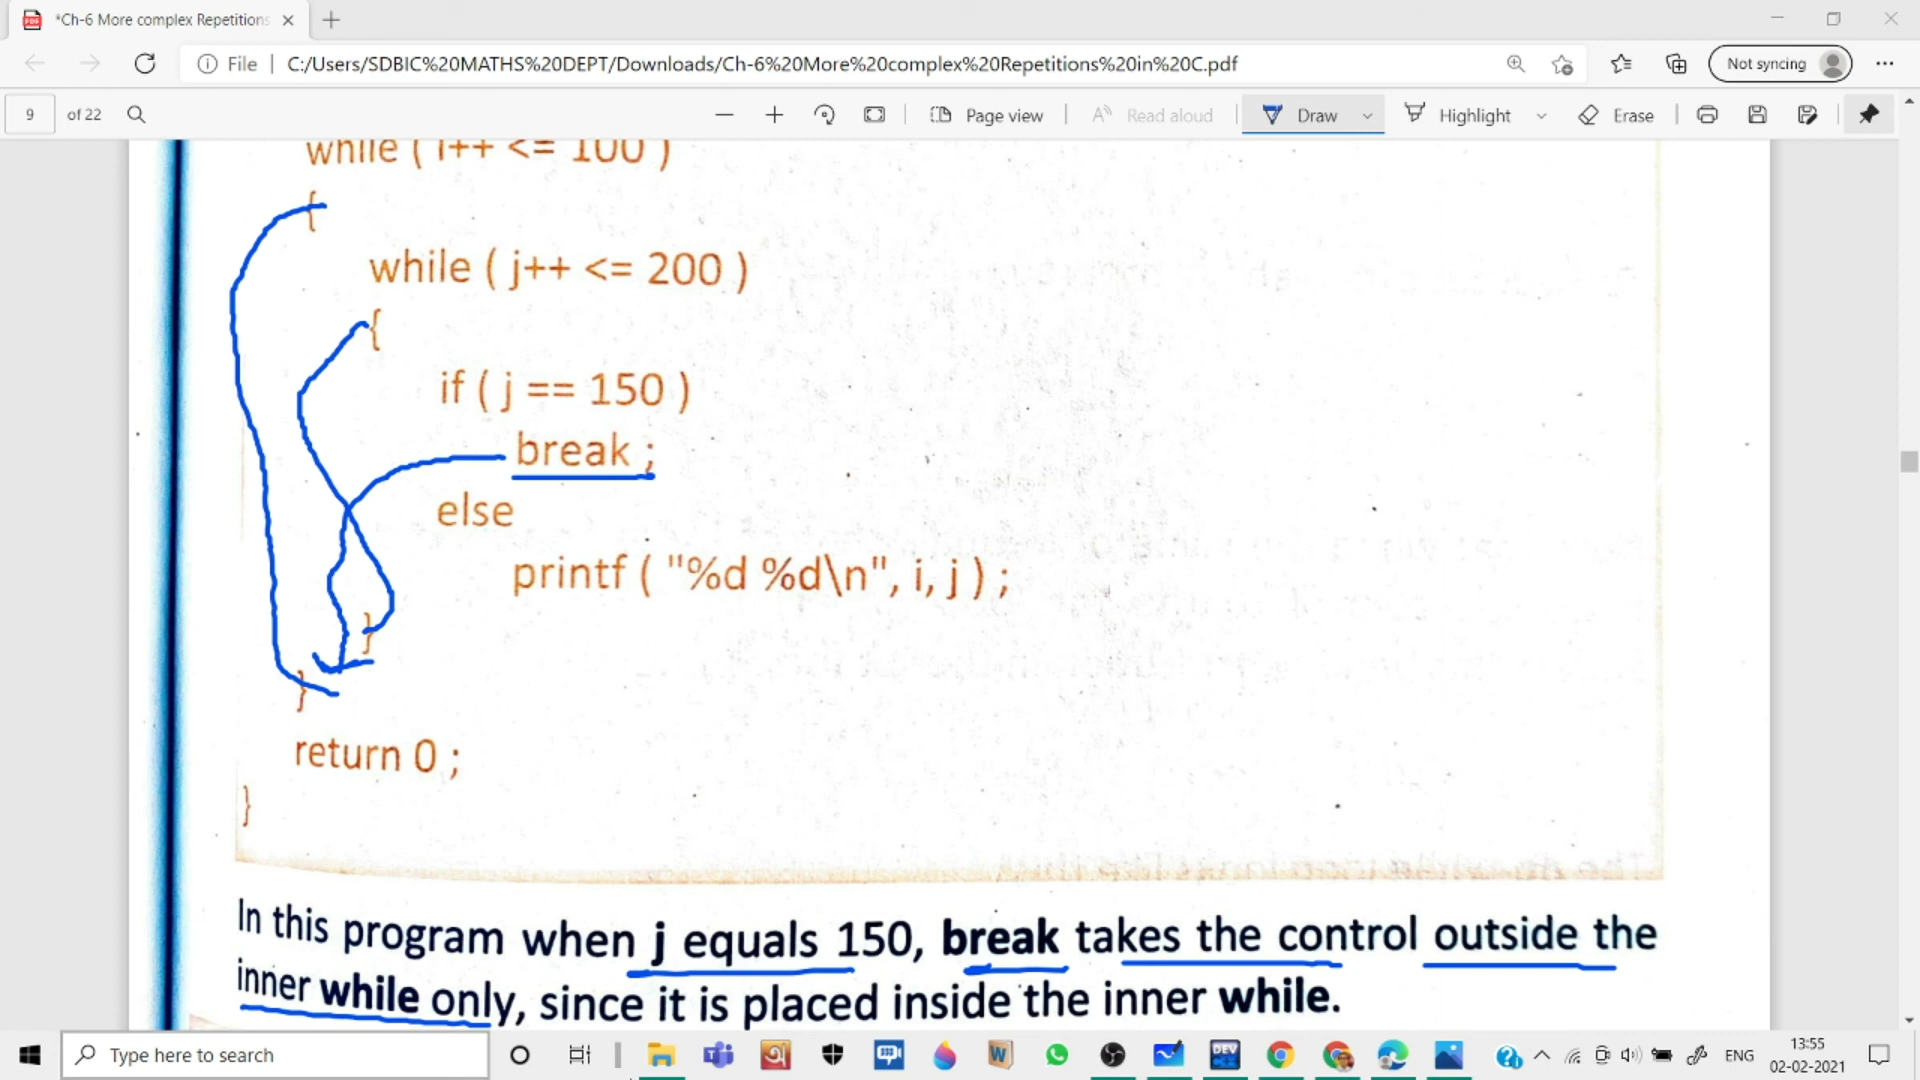 *Ch-6 More complex Repetitions
File
C:/Users/SDBIC%20MATHS%20DEPT/Downloads/Ch-6%20More%20complex%20Repetitions%20in%20C.pdf
Not syncing
9 of 22
Page view
Read aloud
Draw
Highlight
Erase
while ( i++ <= 100 )
{
while ( j++ <= 200 )
{
if ( j == 150 )
break ;
else
printf ( "%d %d\n", i, j ) ;
}
}
return 0 ;
}
In this program when j equals 150, break takes the control outside the
inner while only, since it is placed inside the inner while.
Type here to search
DEV
ENG
13:55
02-02-2021